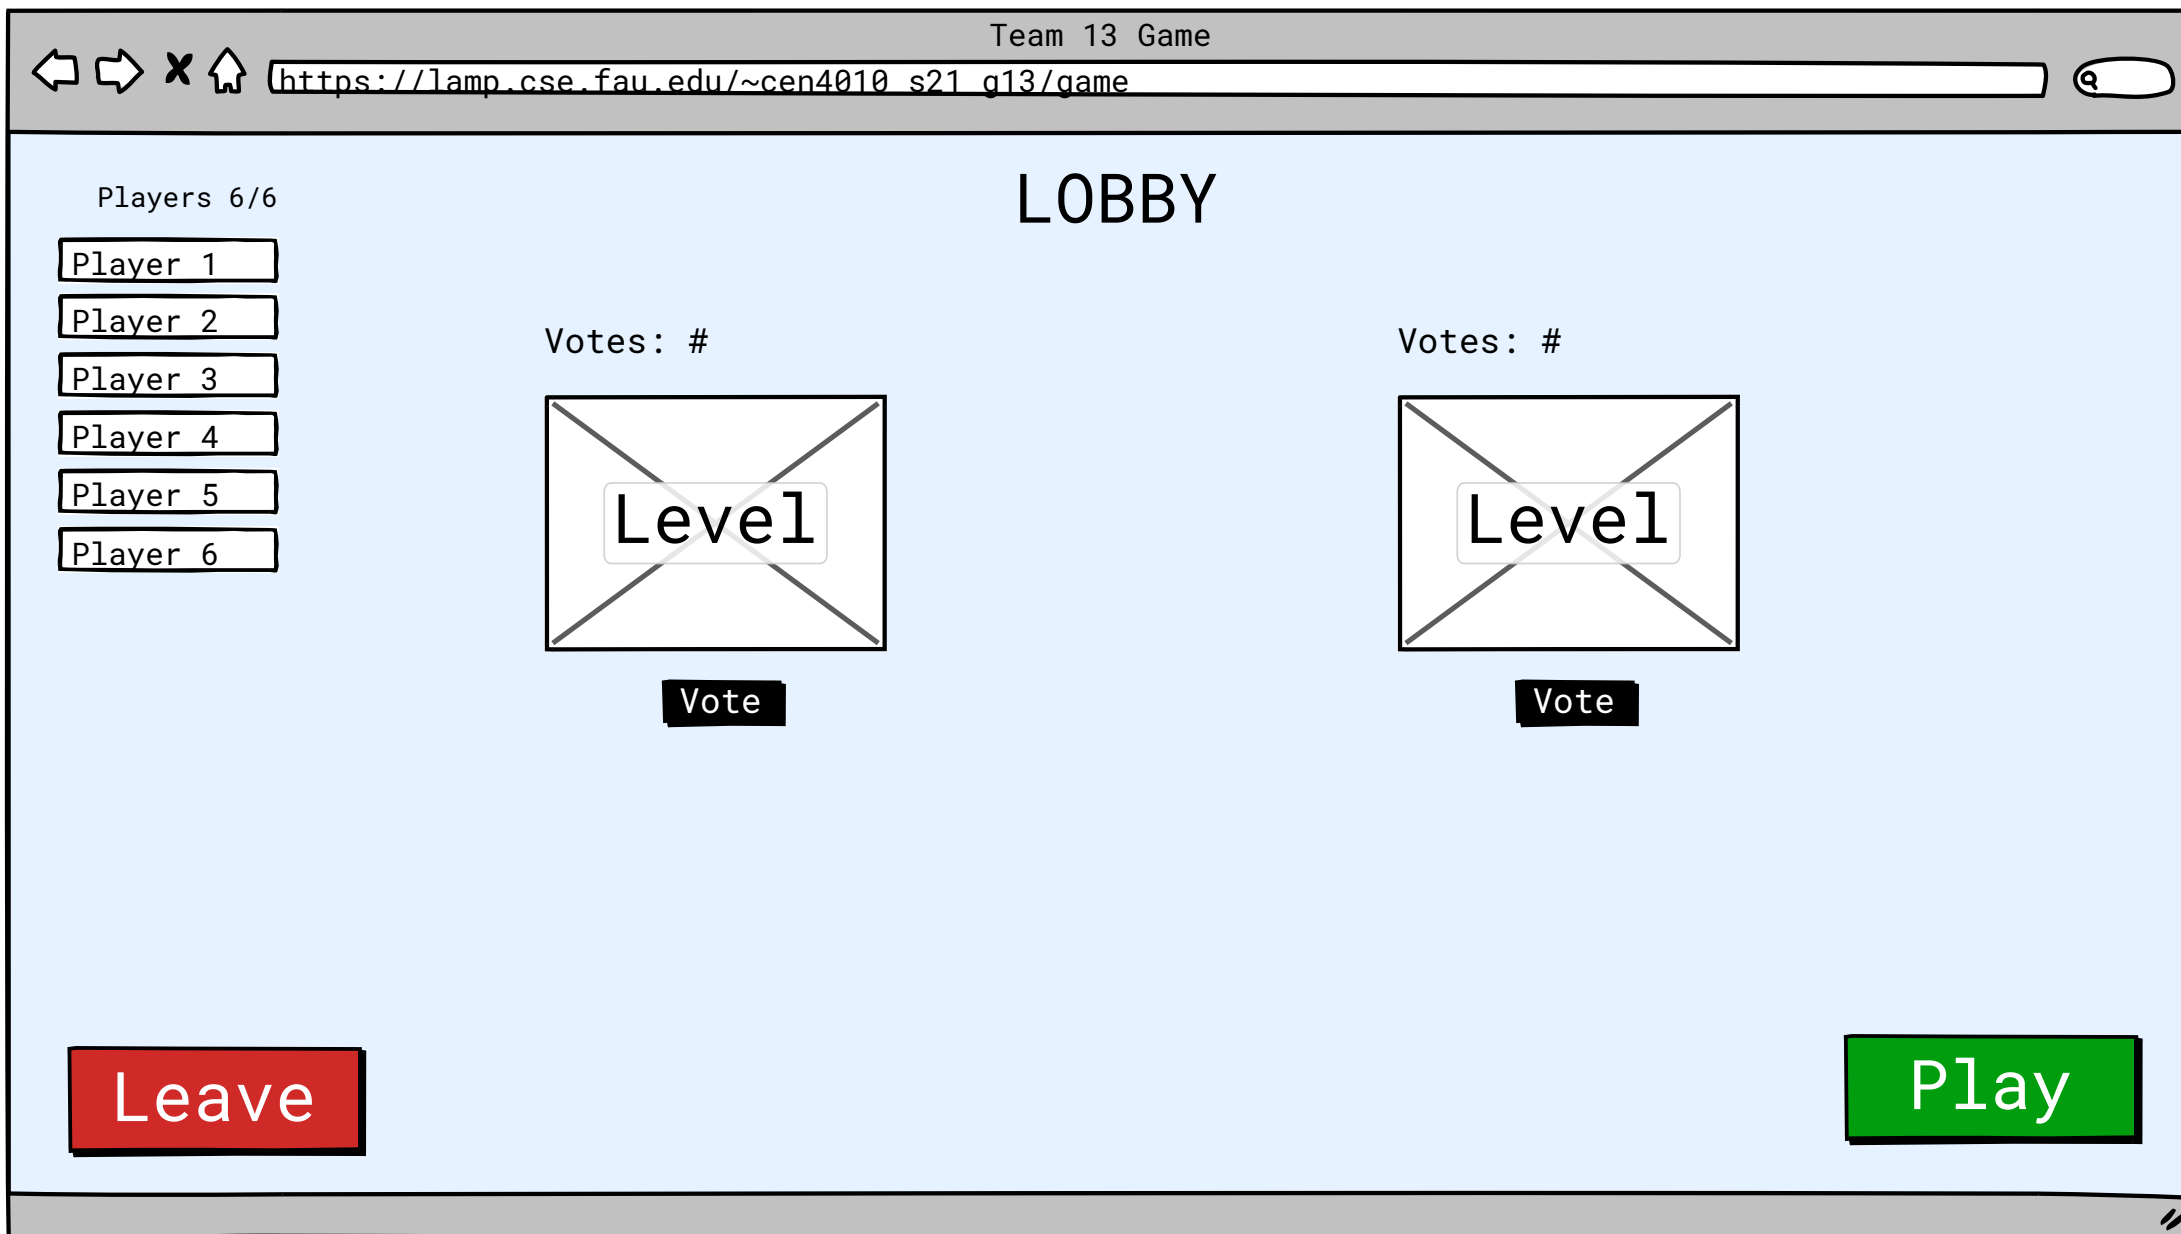 Team 13 Game
https://lamp.cse.fau.edu/~cen4010_s21_g13/game
LOBBY
Players 6/6
Player 1
Player 2
Player 3
Player 4
Player 5
Player 6
Votes: #
Level
Vote
Votes: #
Level
Vote
Leave
Play